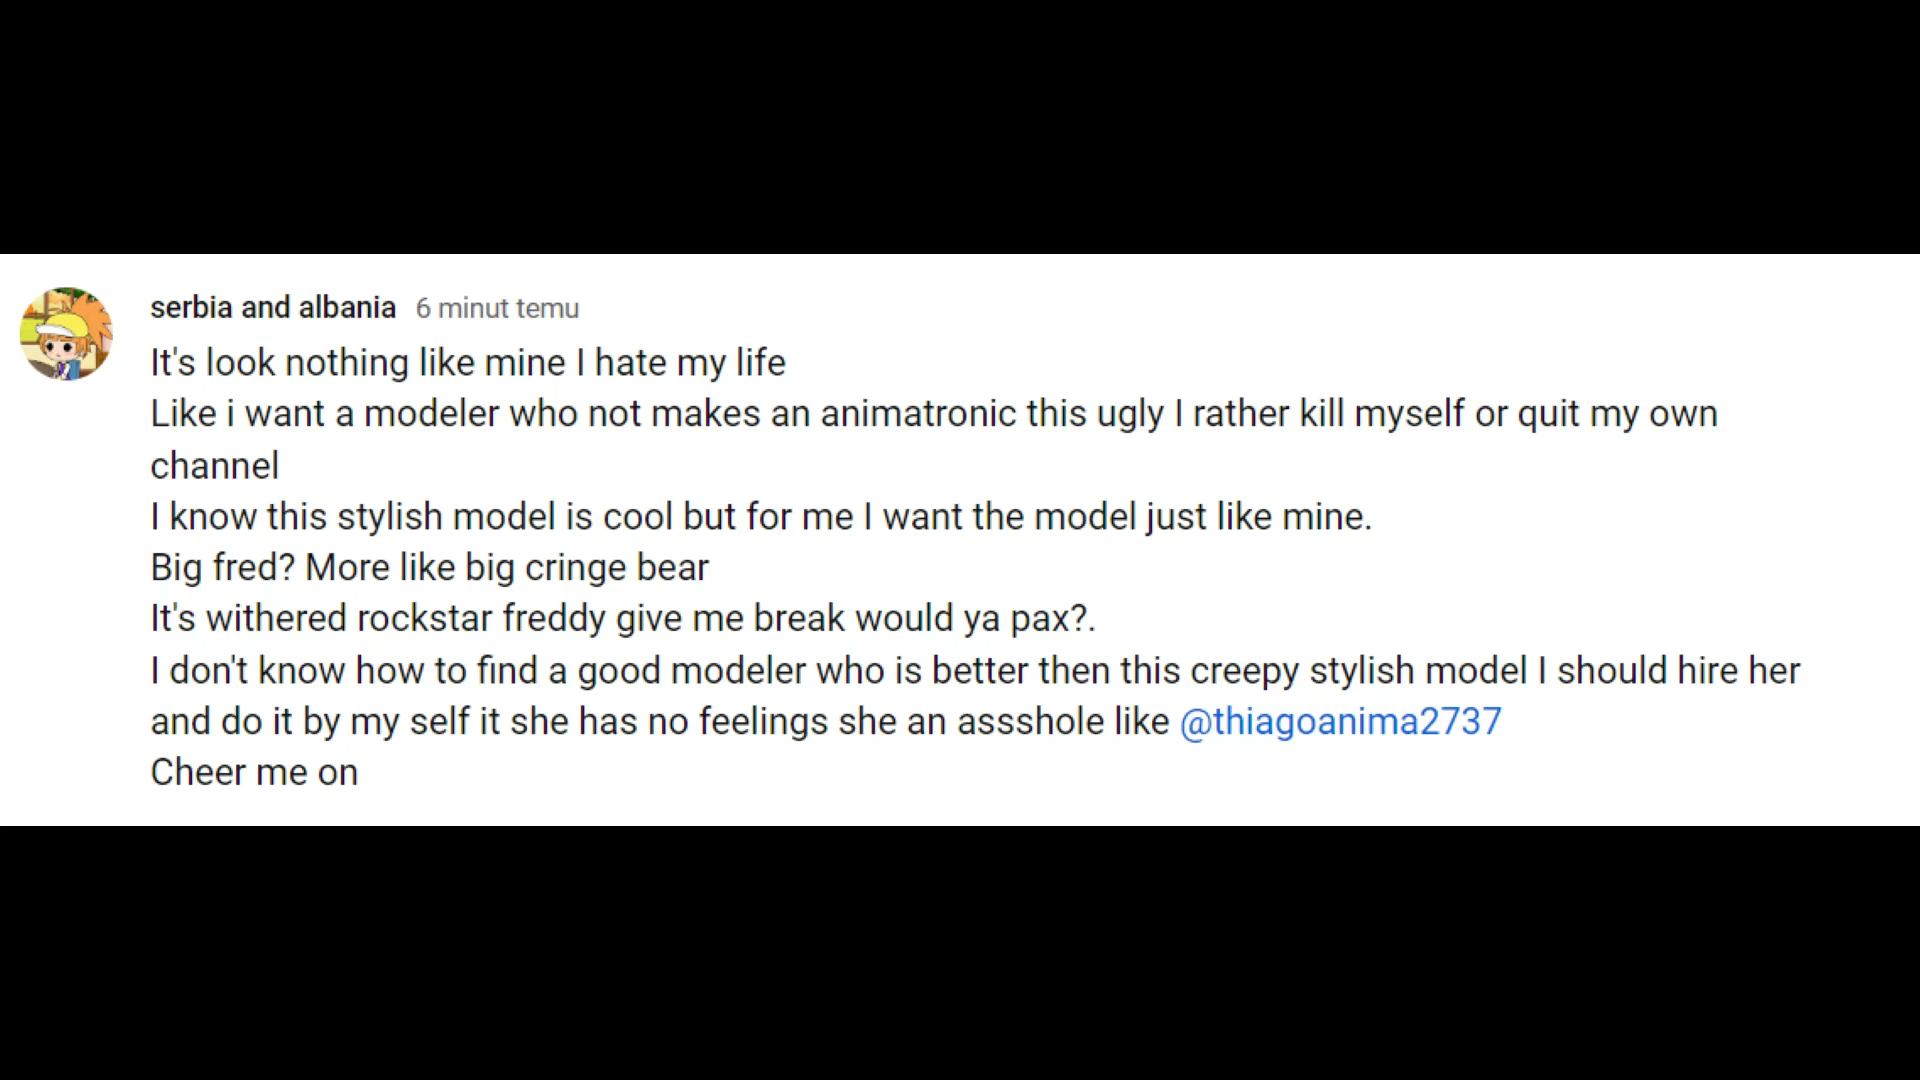 serbia and albania 6 minut temu
It's look nothing like mine I hate my life
Like i want a modeler who not makes an animatronic this ugly I rather kill myself or quit my own
channel
I know this stylish model is cool but for me I want the model just like mine.
Big fred? More like big cringe bear
It's withered rockstar freddy give me break would ya pax?.
I don't know how to find a good modeler who is better then this creepy stylish model I should hire her
and do it by my self it she has no feelings she an assshole like @thiagoanima2737
Cheer me on